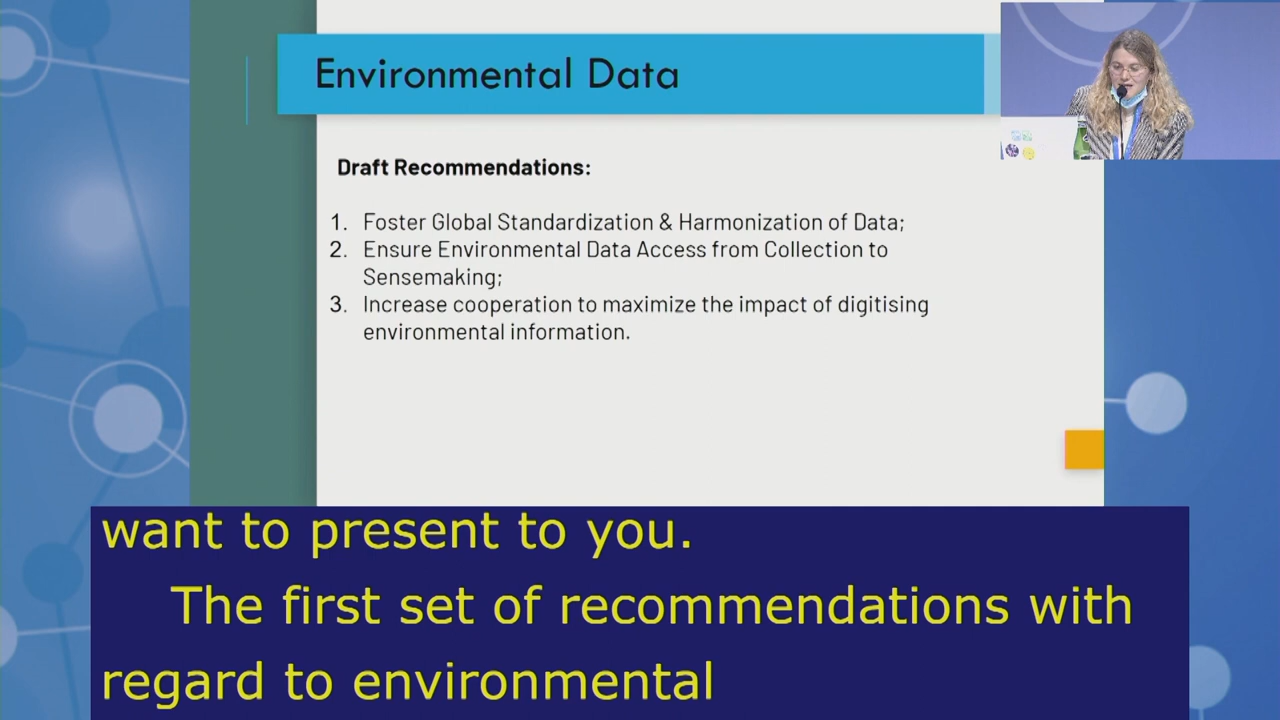 Environmental Data
Draft Recommendations:
1. Foster Global Standardization & Harmonization of Data;
2. Ensure Environmental Data Access from Collection to
Sensemaking;
3. Increase cooperation to maximize the impact of digitising
environmental information.
want to present to you.
The first set of recommendations with
regard to environmental